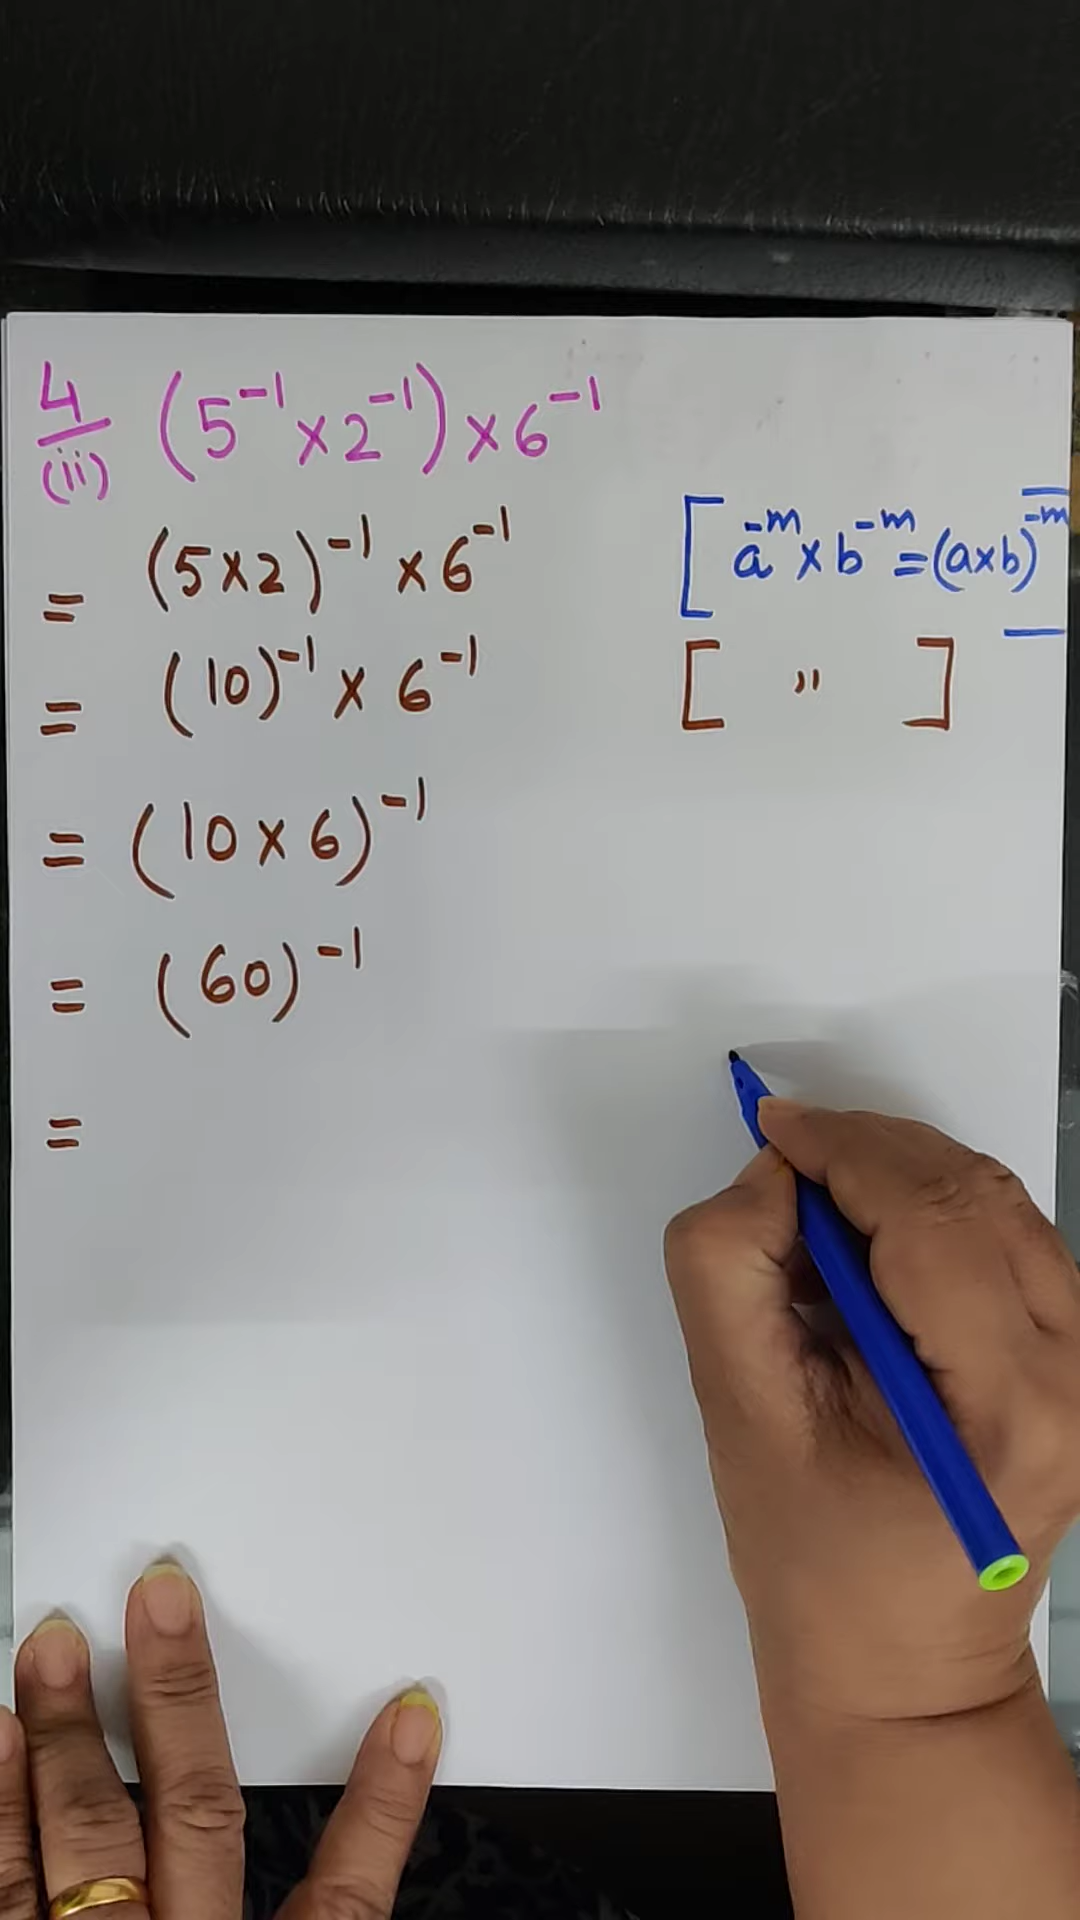 4/(ii) (5⁻¹ × 2⁻¹) × 6⁻¹
= (5×2)⁻¹ × 6⁻¹ [a⁻ᵐ × b⁻ᵐ = (a×b)⁻ᵐ
= (10)⁻¹ × 6⁻¹ [ " ]
= (10 × 6)⁻¹
= (60)⁻¹
=